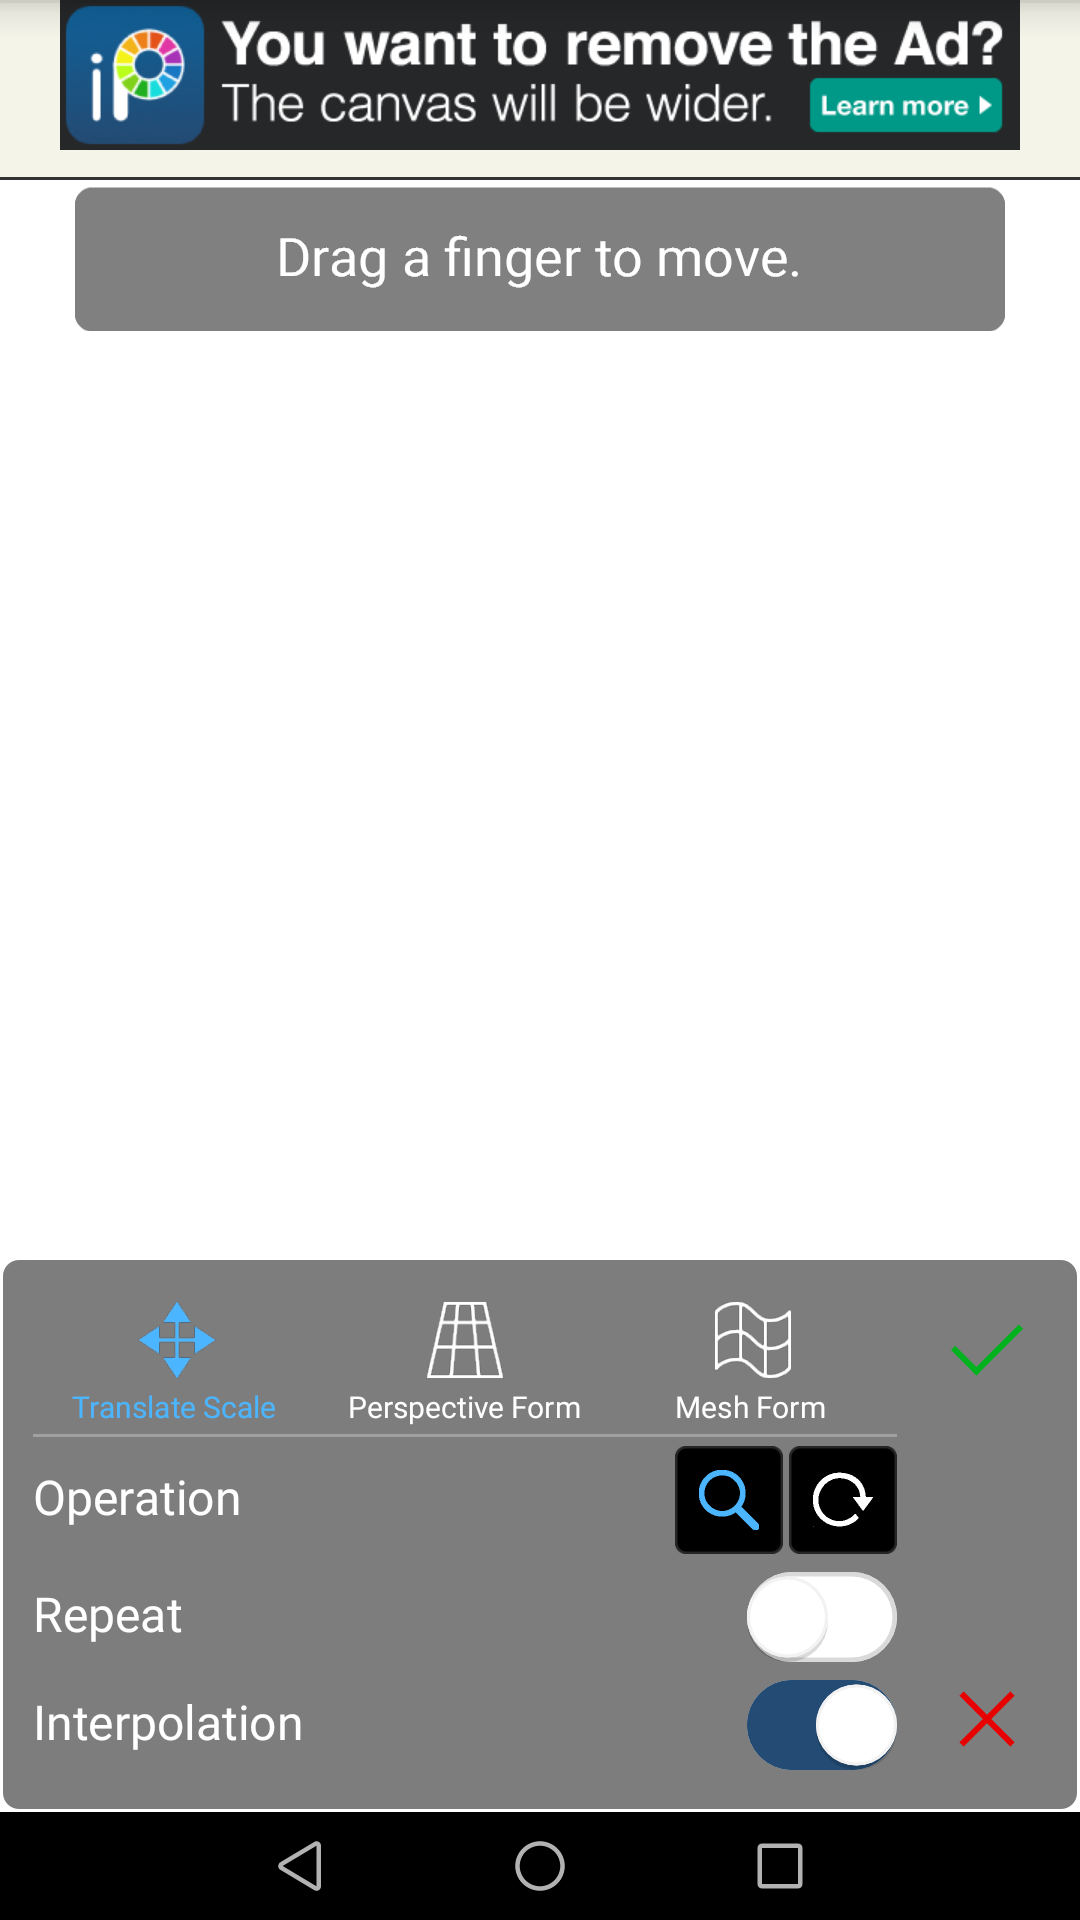 iP
You want to remove the Ad?
The canvas will be wider.
Learn more
Drag a finger to move.
Translate Scale
Perspective Form
Mesh Form
Operation
Repeat
Interpolation